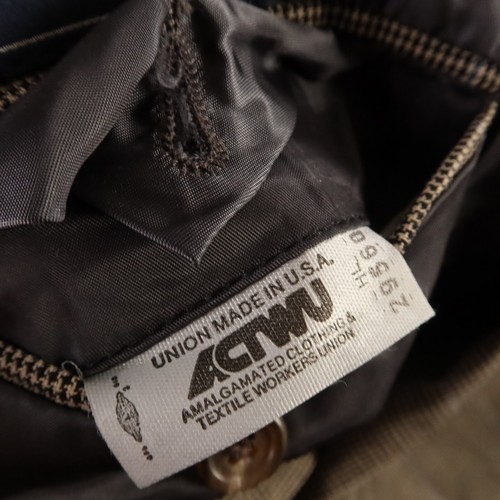 UNION MADE IN U.S.A.
ACTWU
AMALGAMATED CLOTHING &
TEXTILE WORKERS UNION